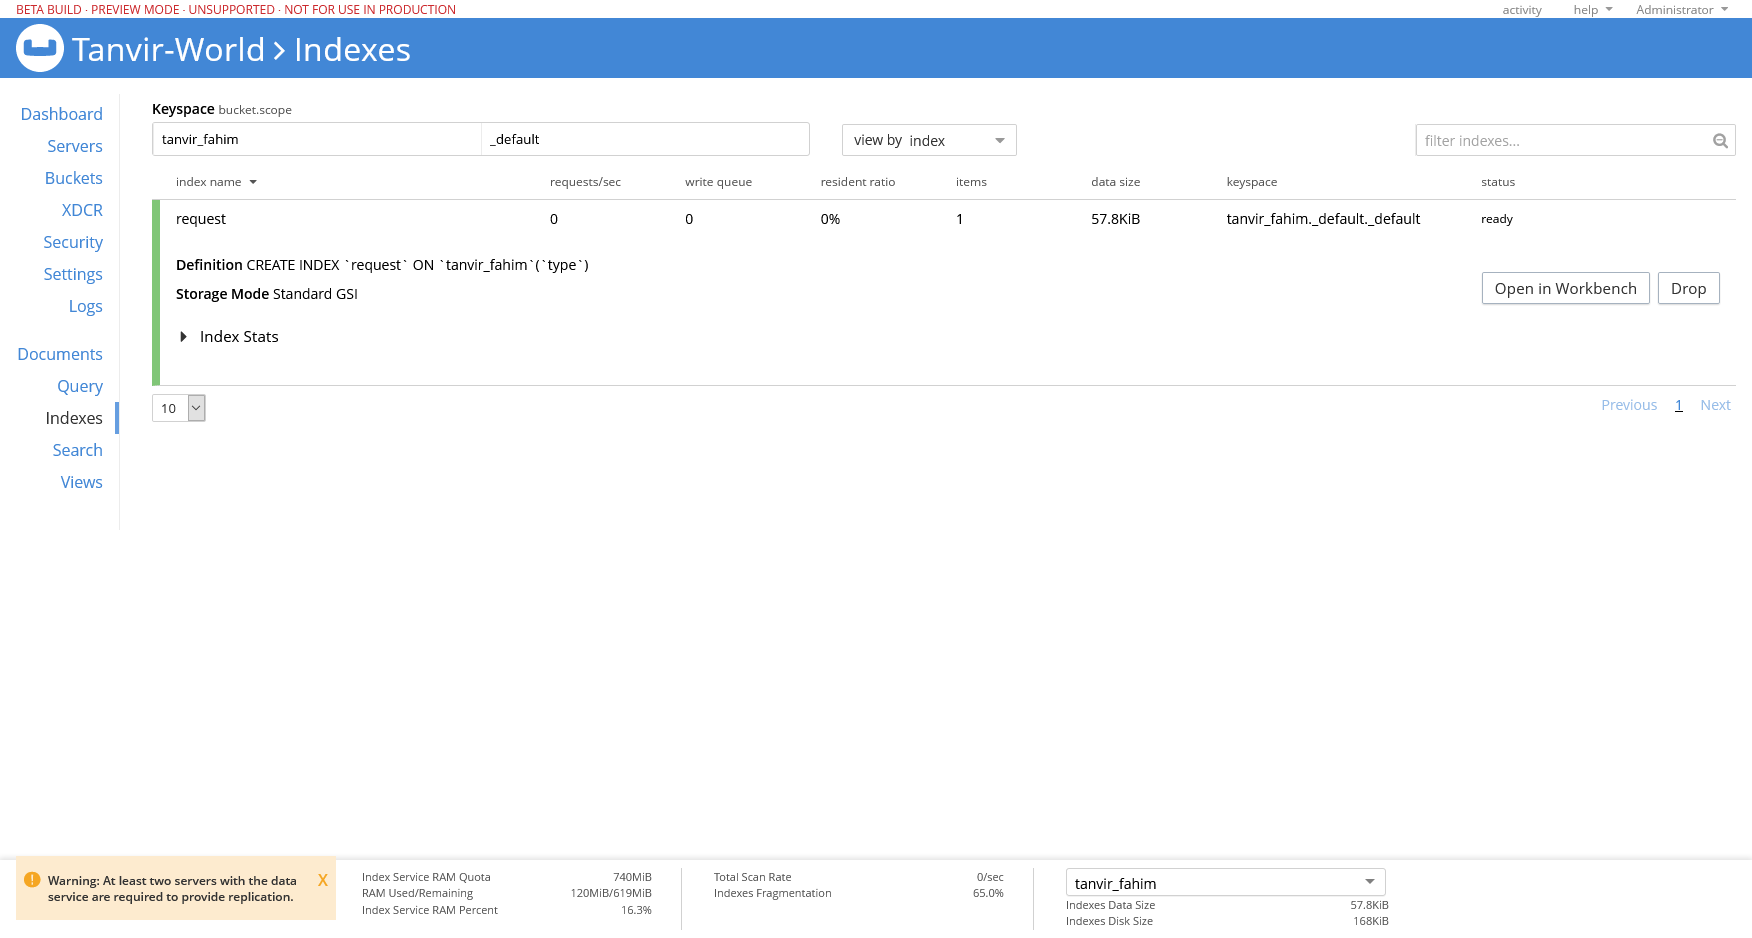 BETA BUILD · PREVIEW MODE · UNSUPPORTED · NOT FOR USE IN PRODUCTION
activity help Administrator
Tanvir-World > Indexes
Dashboard
Servers
Buckets
XDCR
Security
Settings
Logs
Documents
Query
Indexes
Search
Views
Keyspace bucket.scope
tanvir_fahim _default view by index filter indexes...
index name requests/sec write queue resident ratio items data size keyspace status
request 0 0 0% 1 57.8KiB tanvir_fahim._default._default ready
Definition CREATE INDEX `request` ON `tanvir_fahim`(`type`)
Storage Mode Standard GSI
Open in Workbench Drop
Index Stats
10 Previous 1 Next
Warning: At least two servers with the data X
service are required to provide replication.
Index Service RAM Quota 740MiB
RAM Used/Remaining 120MiB/619MiB
Index Service RAM Percent 16.3%
Total Scan Rate 0/sec
Indexes Fragmentation 65.0%
tanvir_fahim
Indexes Data Size 57.8KiB
Indexes Disk Size 168KiB